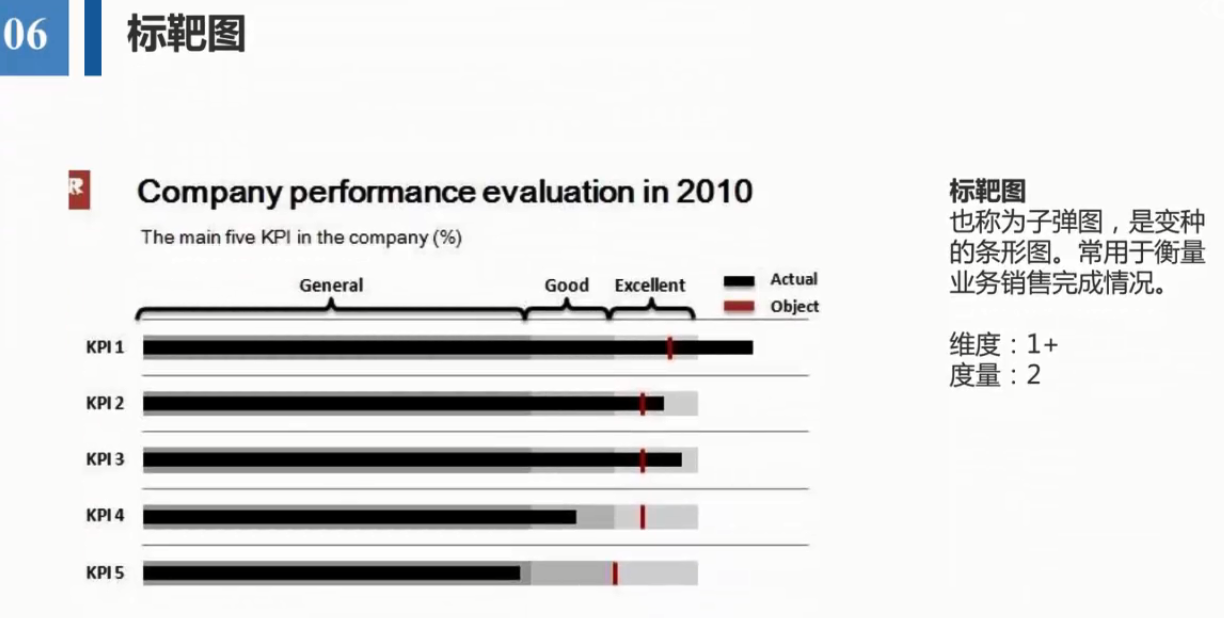 06
标靶图
R
Company performance evaluation in 2010
The main five KPI in the company (%)
General
Good
Excellent
Actual
Object
KPI 1
KPI 2
KPI 3
KPI 4
KPI 5
标靶图
也称为子弹图，是变种
的条形图。常用于衡量
业务销售完成情况。
维度：1+
度量：2